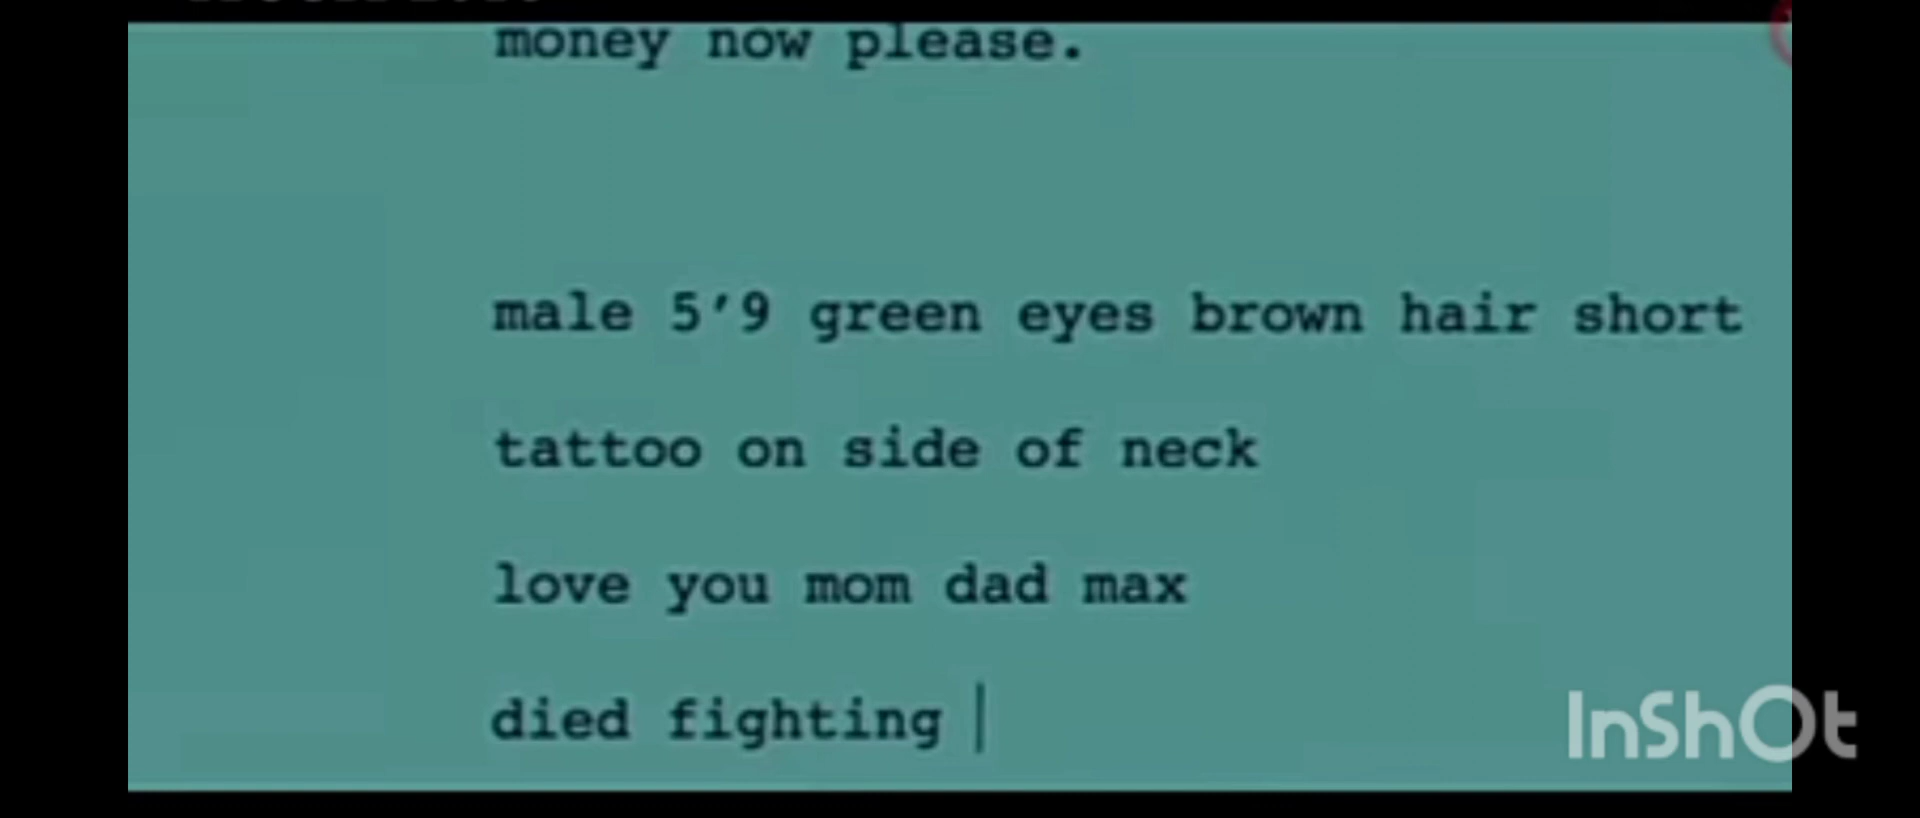 money now please.
male 5'9 green eyes brown hair short
tattoo on side of neck
love you mom dad max
died fighting
InShOt